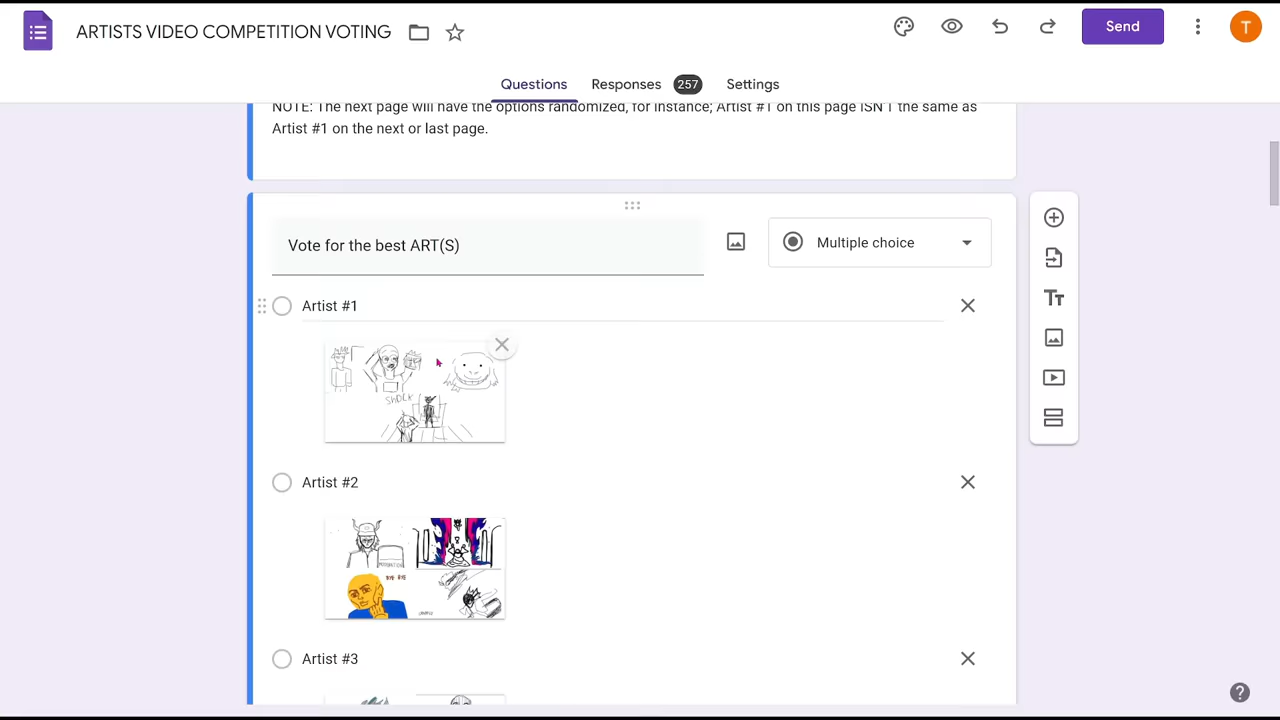 ARTISTS VIDEO COMPETITION VOTING
Send
T
Questions
Responses 257
Settings
NOTE: The next page will have the options randomized, for instance; Artist #1 on this page ISN'T the same as
Artist #1 on the next or last page.
Vote for the best ART(S)
Multiple choice
Artist #1
SHOCK
Artist #2
BYE BYE
Artist #3